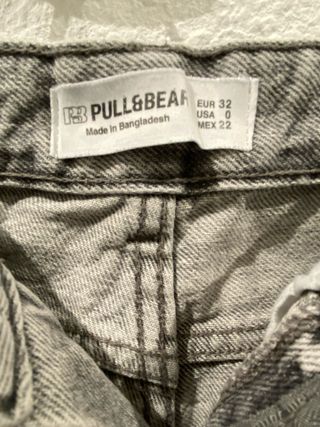 PB PULL&BEAR
Made in Bangladesh
EUR 32
USA 0
MEX 22